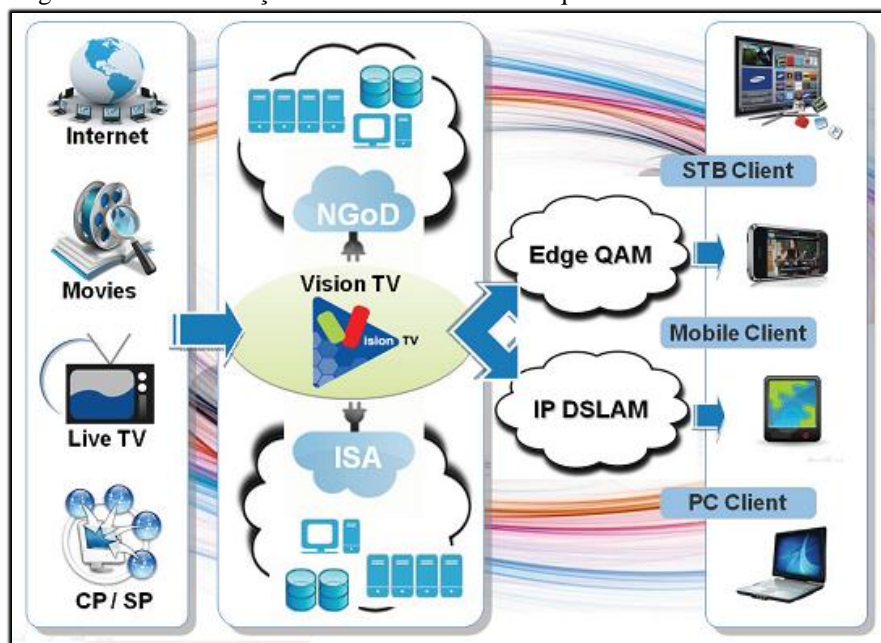 Internet
Movies
Live TV
CP / SP
NGoD
Vision TV
ision TV
ISA
Edge QAM
IP DSLAM
STB Client
Mobile Client
PC Client